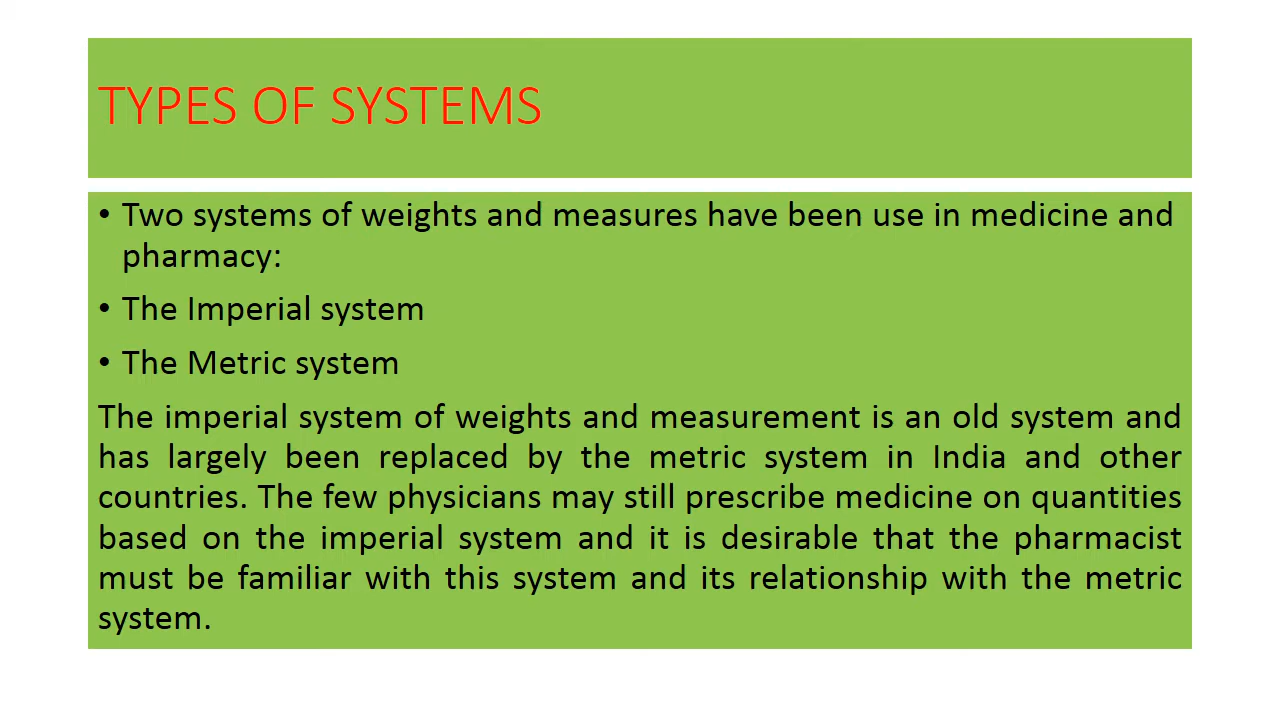 TYPES OF SYSTEMS
• Two systems of weights and measures have been use in medicine and
pharmacy:
• The Imperial system
• The Metric system
The imperial system of weights and measurement is an old system and
has largely been replaced by the metric system in India and other
countries. The few physicians may still prescribe medicine on quantities
based on the imperial system and it is desirable that the pharmacist
must be familiar with this system and its relationship with the metric
system.